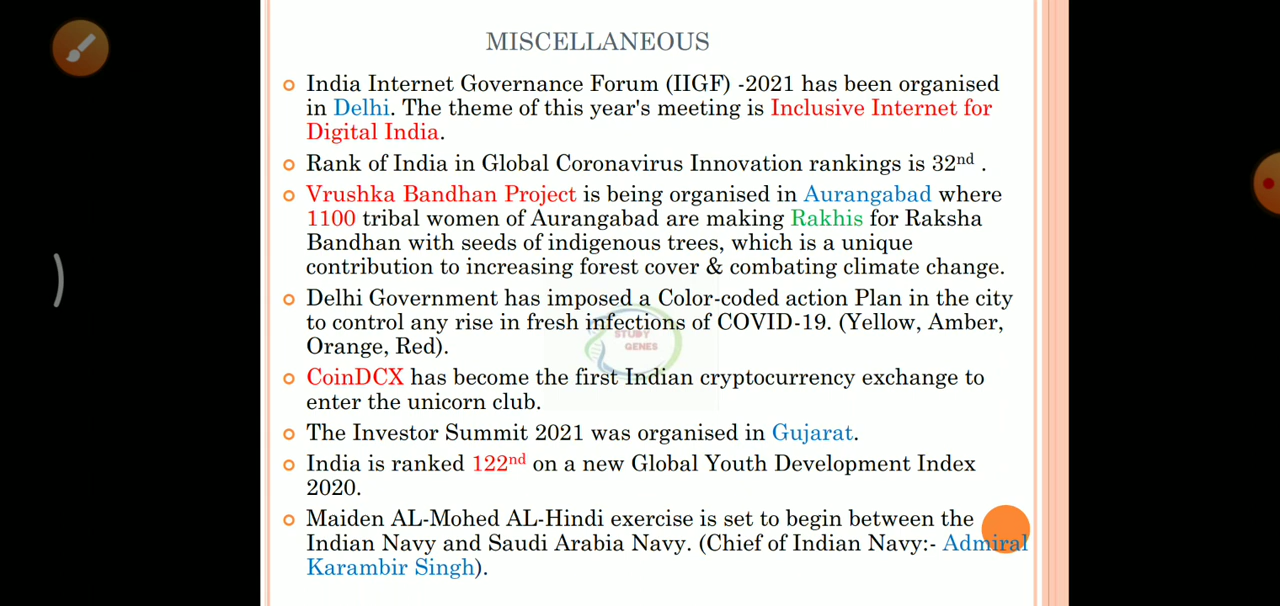 MISCELLANEOUS
India Internet Governance Forum (IIGF) -2021 has been organised
in Delhi. The theme of this year's meeting is Inclusive Internet for
Digital India.
Rank of India in Global Coronavirus Innovation rankings is 32nd .
Vrushka Bandhan Project is being organised in Aurangabad where
1100 tribal women of Aurangabad are making Rakhis for Raksha
Bandhan with seeds of indigenous trees, which is a unique
contribution to increasing forest cover & combating climate change.
Delhi Government has imposed a Color-coded action Plan in the city
to control any rise in fresh infections of COVID-19. (Yellow, Amber,
Orange, Red).
STUDY
GENES
CoinDCX has become the first Indian cryptocurrency exchange to
enter the unicorn club.
The Investor Summit 2021 was organised in Gujarat.
India is ranked 122nd on a new Global Youth Development Index
2020.
Maiden AL-Mohed AL-Hindi exercise is set to begin between the
Indian Navy and Saudi Arabia Navy. (Chief of Indian Navy:- Admiral
Karambir Singh).